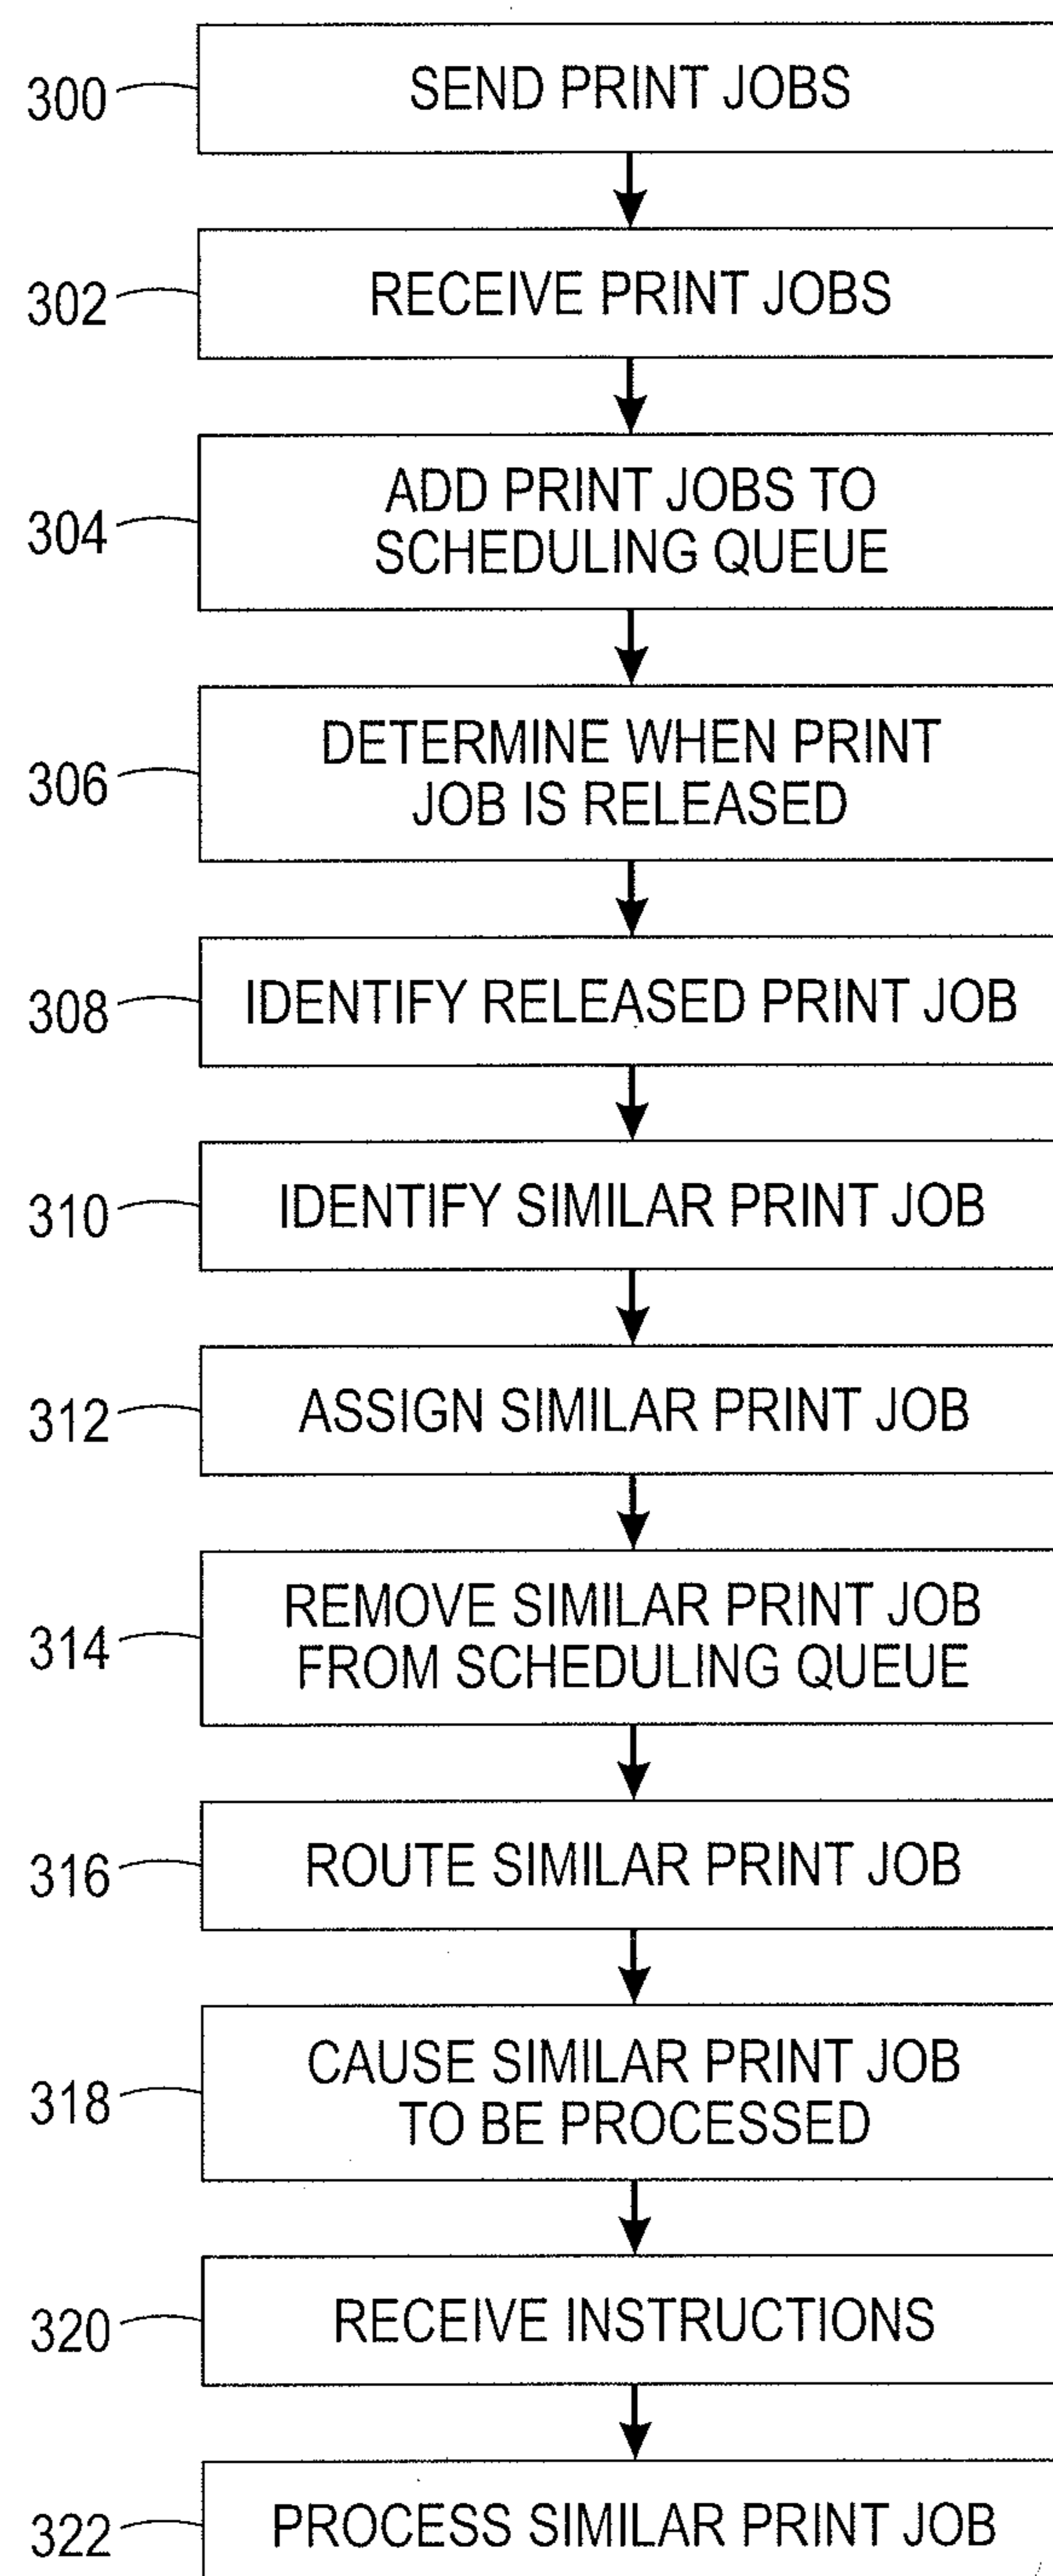 300
SEND PRINT JOBS
302
RECEIVE PRINT JOBS
304
ADD PRINT JOBS TO
SCHEDULING QUEUE
306
DETERMINE WHEN PRINT
JOB IS RELEASED
308
IDENTIFY RELEASED PRINT JOB
310
IDENTIFY SIMILAR PRINT JOB
312
ASSIGN SIMILAR PRINT JOB
314
REMOVE SIMILAR PRINT JOB
FROM SCHEDULING QUEUE
316
ROUTE SIMILAR PRINT JOB
318
CAUSE SIMILAR PRINT JOB
TO BE PROCESSED
320
RECEIVE INSTRUCTIONS
322
PROCESS SIMILAR PRINT JOB